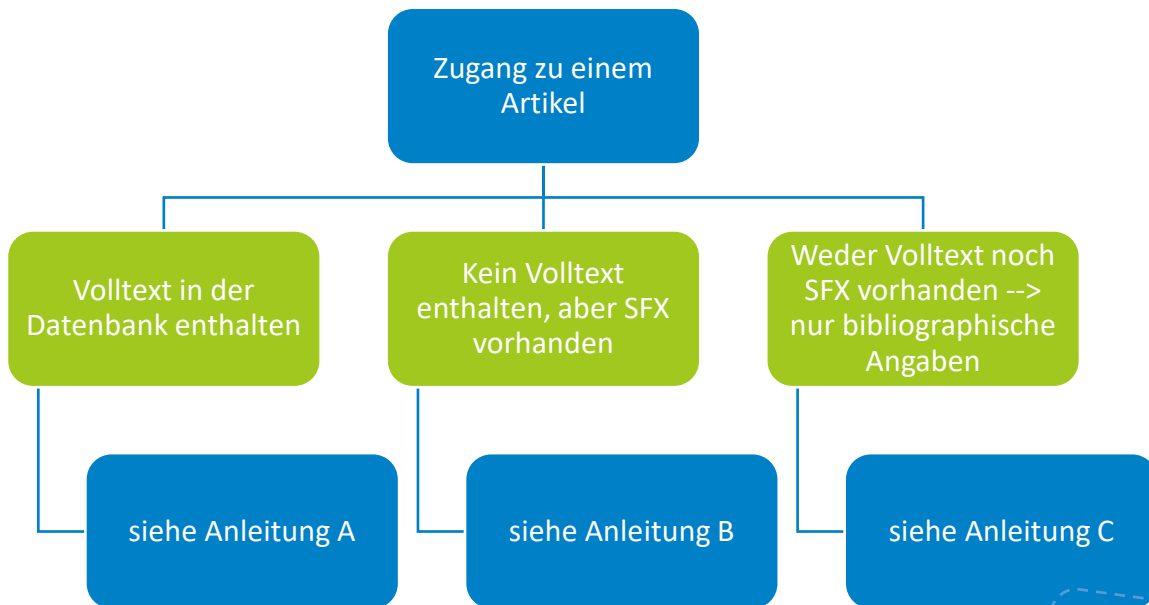 Zugang zu einem
Artikel
Volltext in der
Datenbank enthalten
Kein Volltext
enthalten, aber SFX
vorhanden
Weder Volltext noch
SFX vorhanden -->
nur bibliographische
Angaben
siehe Anleitung A
siehe Anleitung B
siehe Anleitung C